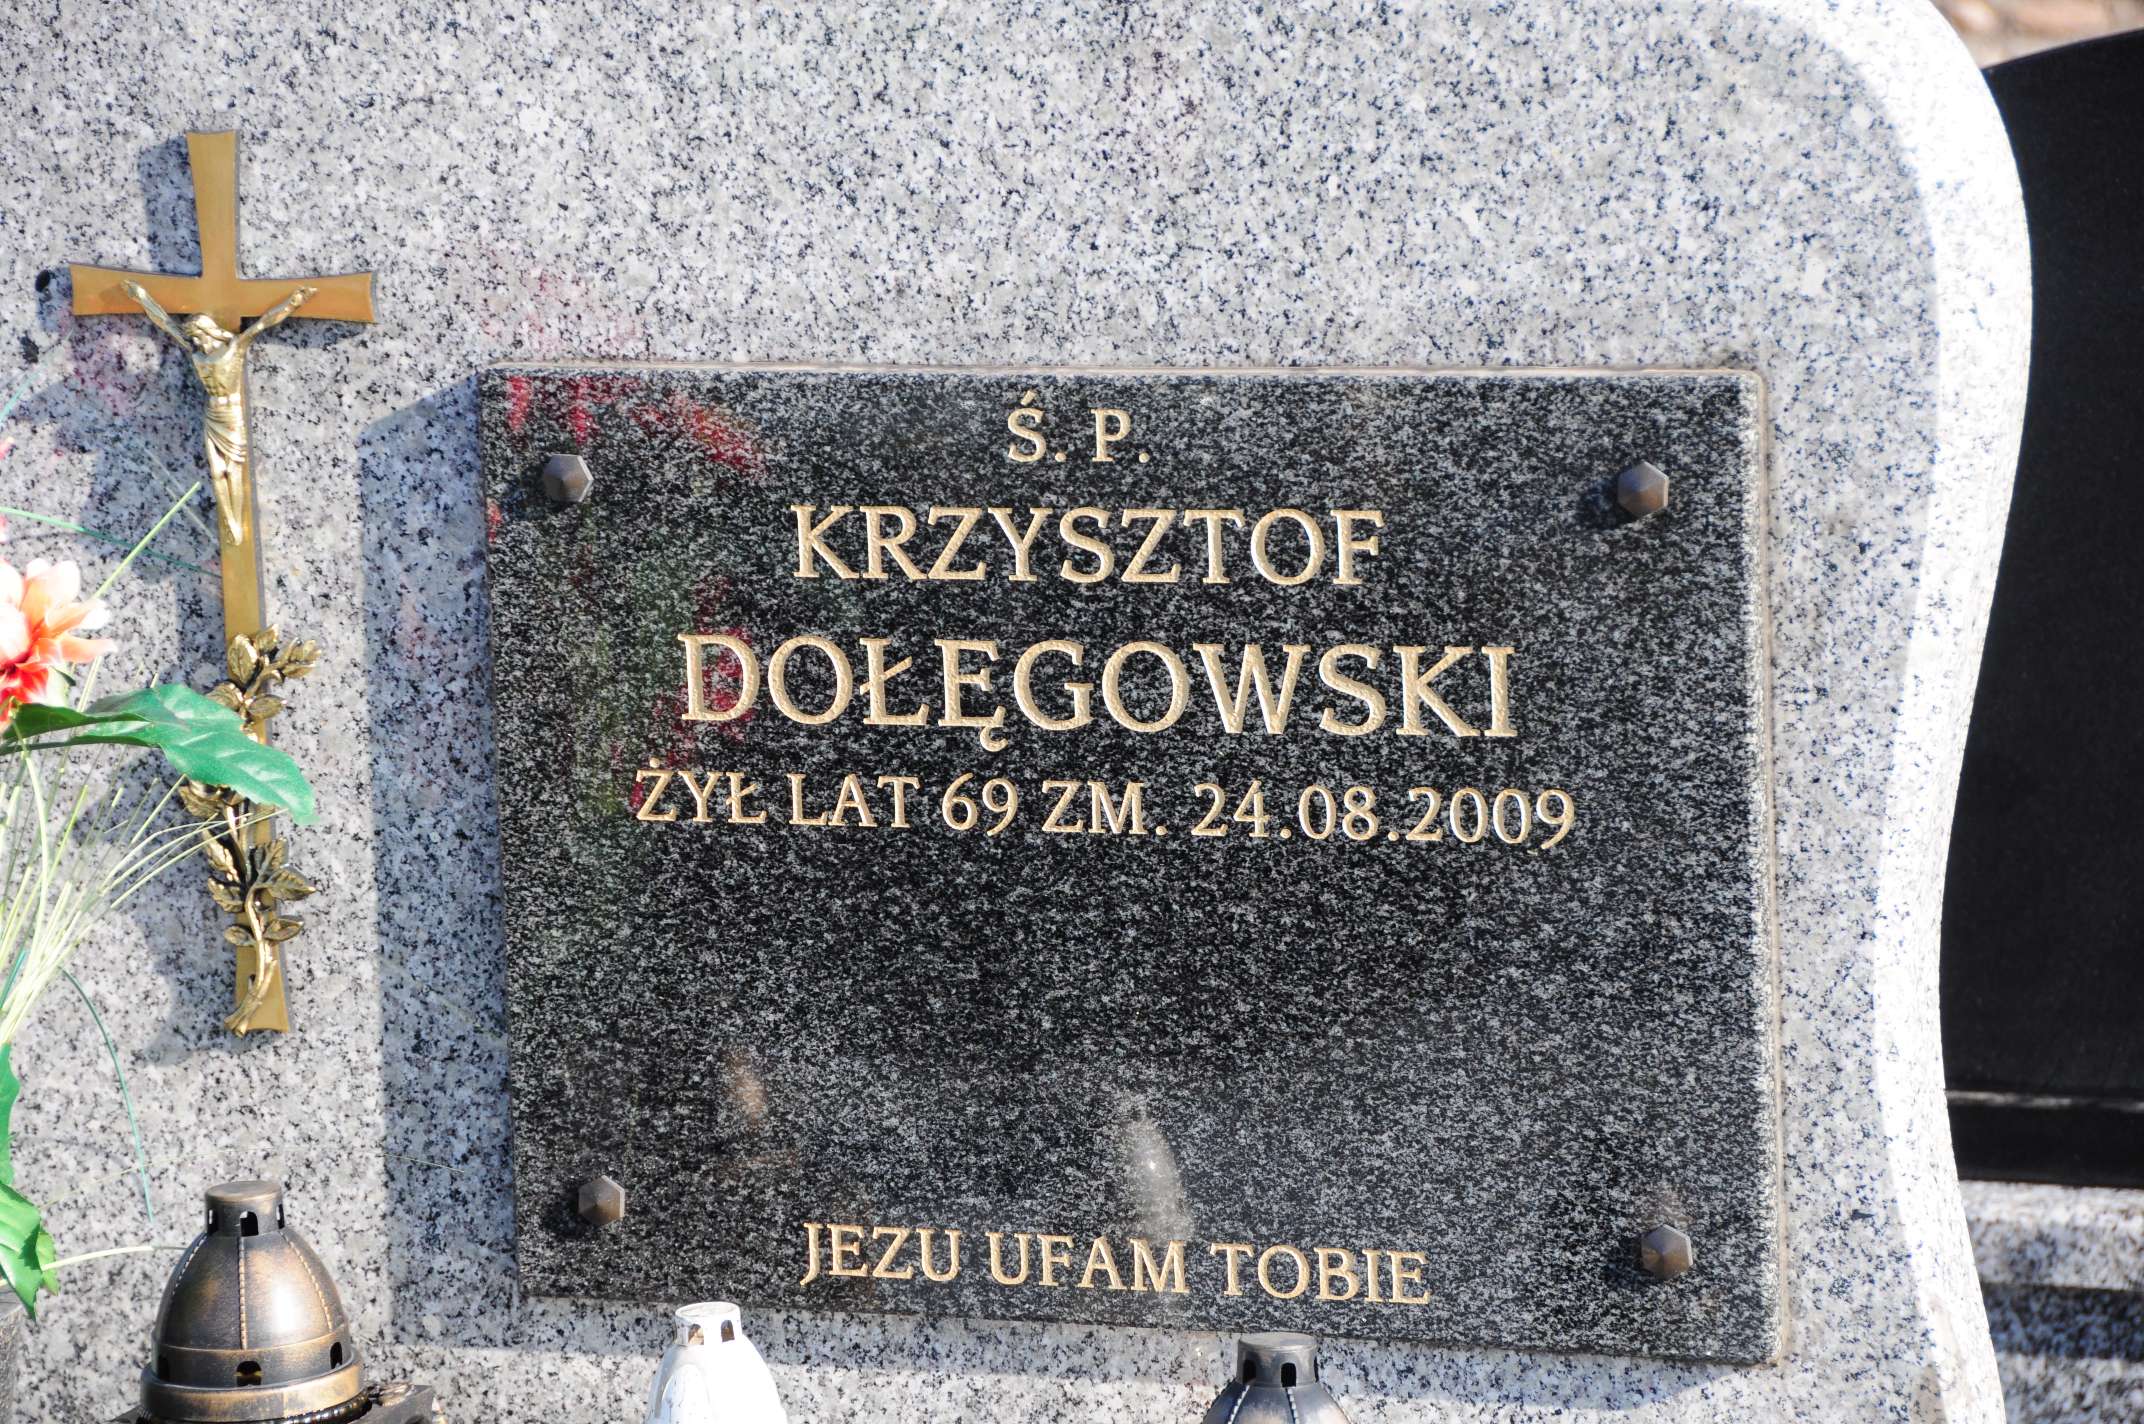 Ś. P.
KRZYSZTOF
DOŁĘGOWSKI
ŻYŁ LAT 69 ZM. 24.08.2009
JEZU UFAM TOBIE